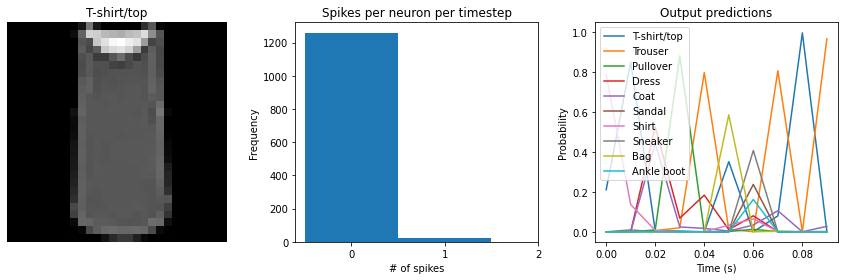 T-shirt/top
Spikes per neuron per timestep
Frequency
1200
1000
800
600
400
200
0
0 1 2
# of spikes
Output predictions
Probability
1.0
0.8
0.6
0.4
0.2
0.0
T-shirt/top
Trouser
Pullover
Dress
Coat
Sandal
Shirt
Sneaker
Bag
Ankle boot
0.00 0.02 0.04 0.06 0.08
Time (s)